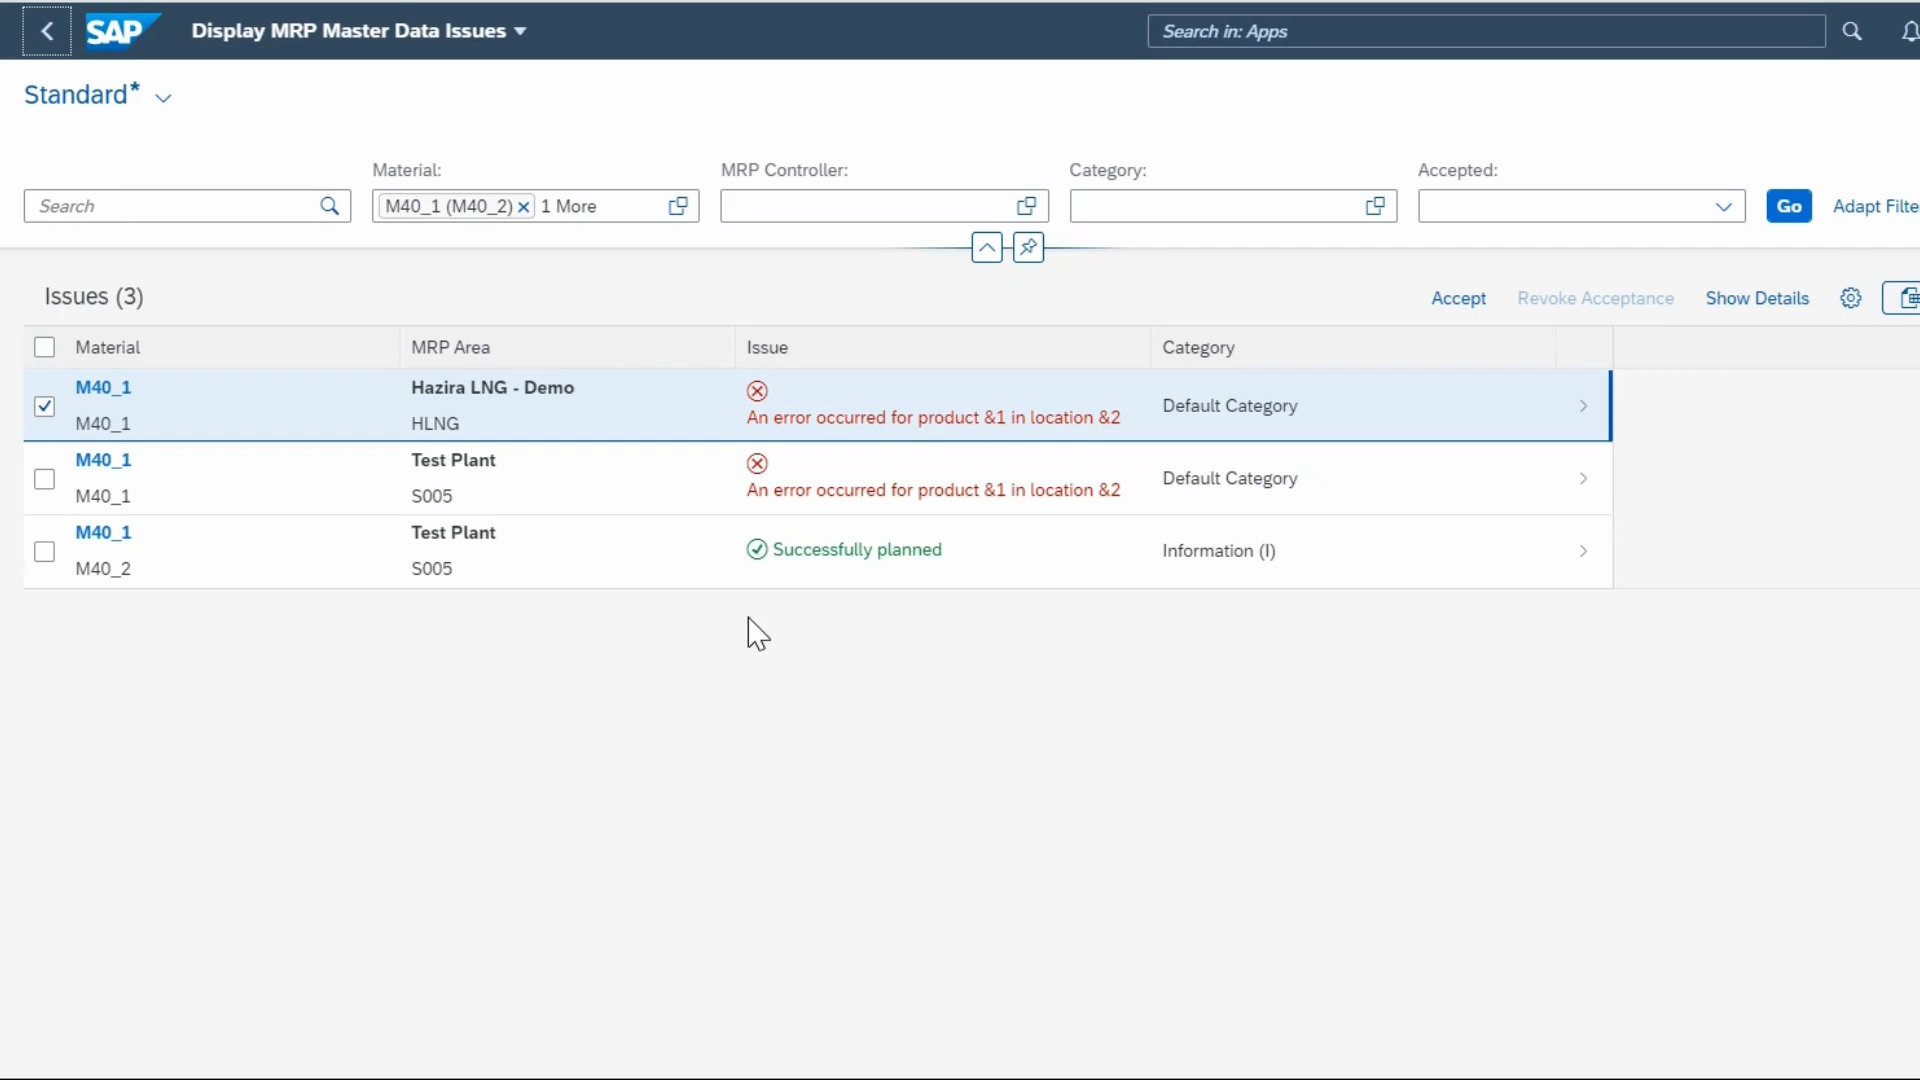 SAP Display MRP Master Data Issues Search in: Apps
Standard*
Material: MRP Controller: Category: Accepted:
Search M40_1 (M40_2) 1 More Go Adapt Filte
Issues (3) Accept Revoke Acceptance Show Details
Material MRP Area Issue Category
M40_1 Hazira LNG - Demo
M40_1 HLNG An error occurred for product &1 in location &2 Default Category
M40_1 Test Plant
M40_1 S005 An error occurred for product &1 in location &2 Default Category
M40_1 Test Plant
M40_2 S005 Successfully planned Information (I)